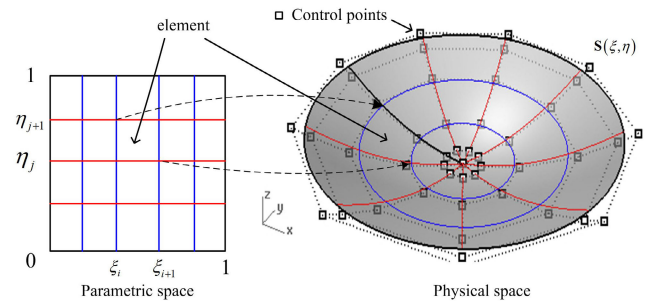 element
Control points
S(ξ,η)
1
η_{j+1}
η_j
0
ξ_i
ξ_{i+1}
1
z
y
x
Parametric space
Physical space